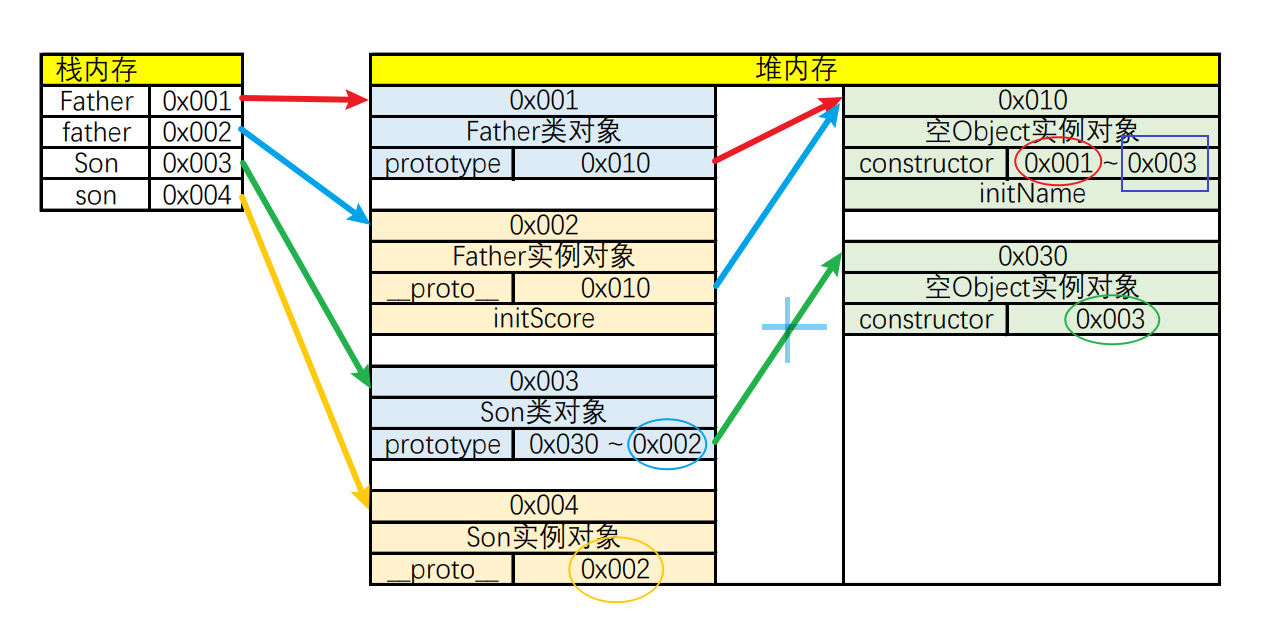 栈内存
Father 0x001
father 0x002
Son 0x003
son 0x004
堆内存
0x001
Father类对象
prototype 0x010
0x002
Father实例对象
__proto__ 0x010
initScore
0x003
Son类对象
prototype 0x030 ~ 0x002
0x004
Son实例对象
__proto__ 0x002
0x010
空Object实例对象
constructor 0x001 ~ 0x003
initName
0x030
空Object实例对象
constructor 0x003